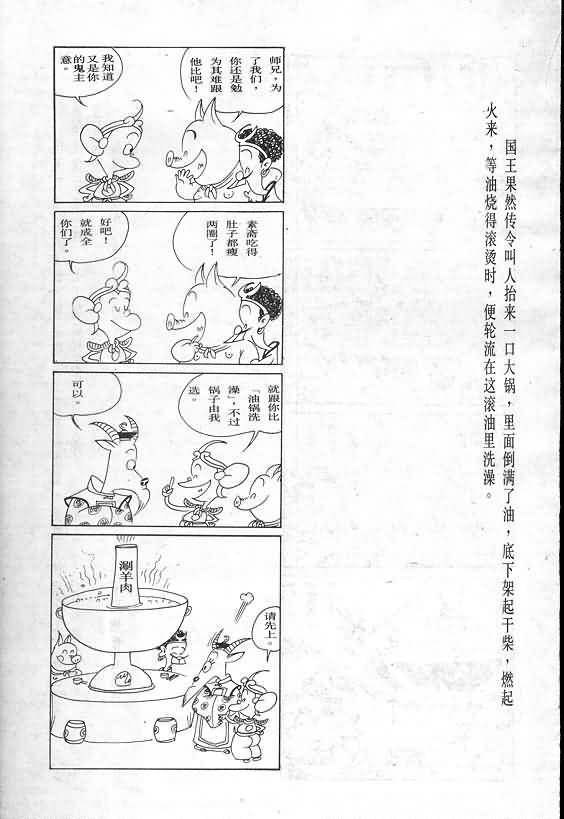 国王果然传令叫人抬来一口大锅，里面倒满了油，底下架起干柴，燃起
火来，等油烧得滚烫时，便轮流在这滚油里洗澡。
师兄，为
了我们，
你还是勉
为其难跟
他比吧！
我知道
又是你
的鬼主
意。
素斋吃得
肚子都瘦
两圈了！
好吧！
就成全
你们了。
就跟你比
「油锅洗
澡」，不过
锅子由我
选。
可以。
涮羊肉
请先上。